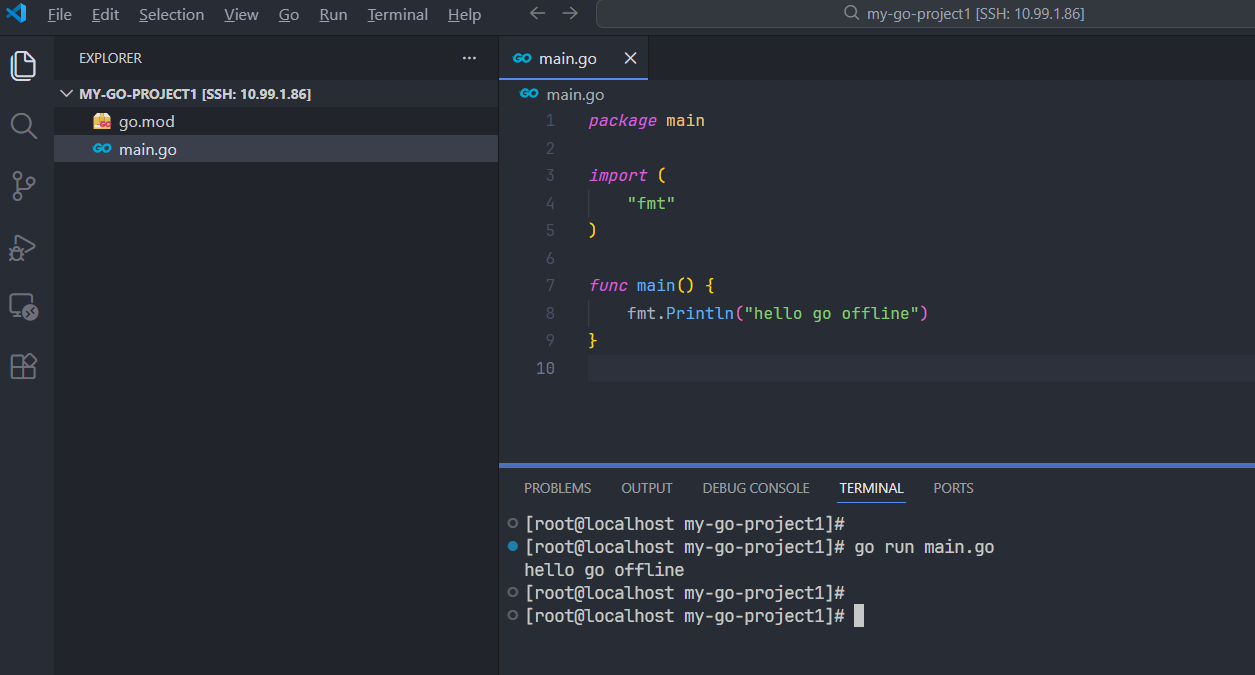 File Edit Selection View Go Run Terminal Help
my-go-project1 [SSH: 10.99.1.86]
EXPLORER
MY-GO-PROJECT1 [SSH: 10.99.1.86]
go.mod
main.go
main.go
main.go
1 package main
2
3 import (
4     "fmt"
5 )
6
7 func main() {
8     fmt.Println("hello go offline")
9 }
10
PROBLEMS OUTPUT DEBUG CONSOLE TERMINAL PORTS
[root@localhost my-go-project1]#
[root@localhost my-go-project1]# go run main.go
hello go offline
[root@localhost my-go-project1]#
[root@localhost my-go-project1]#